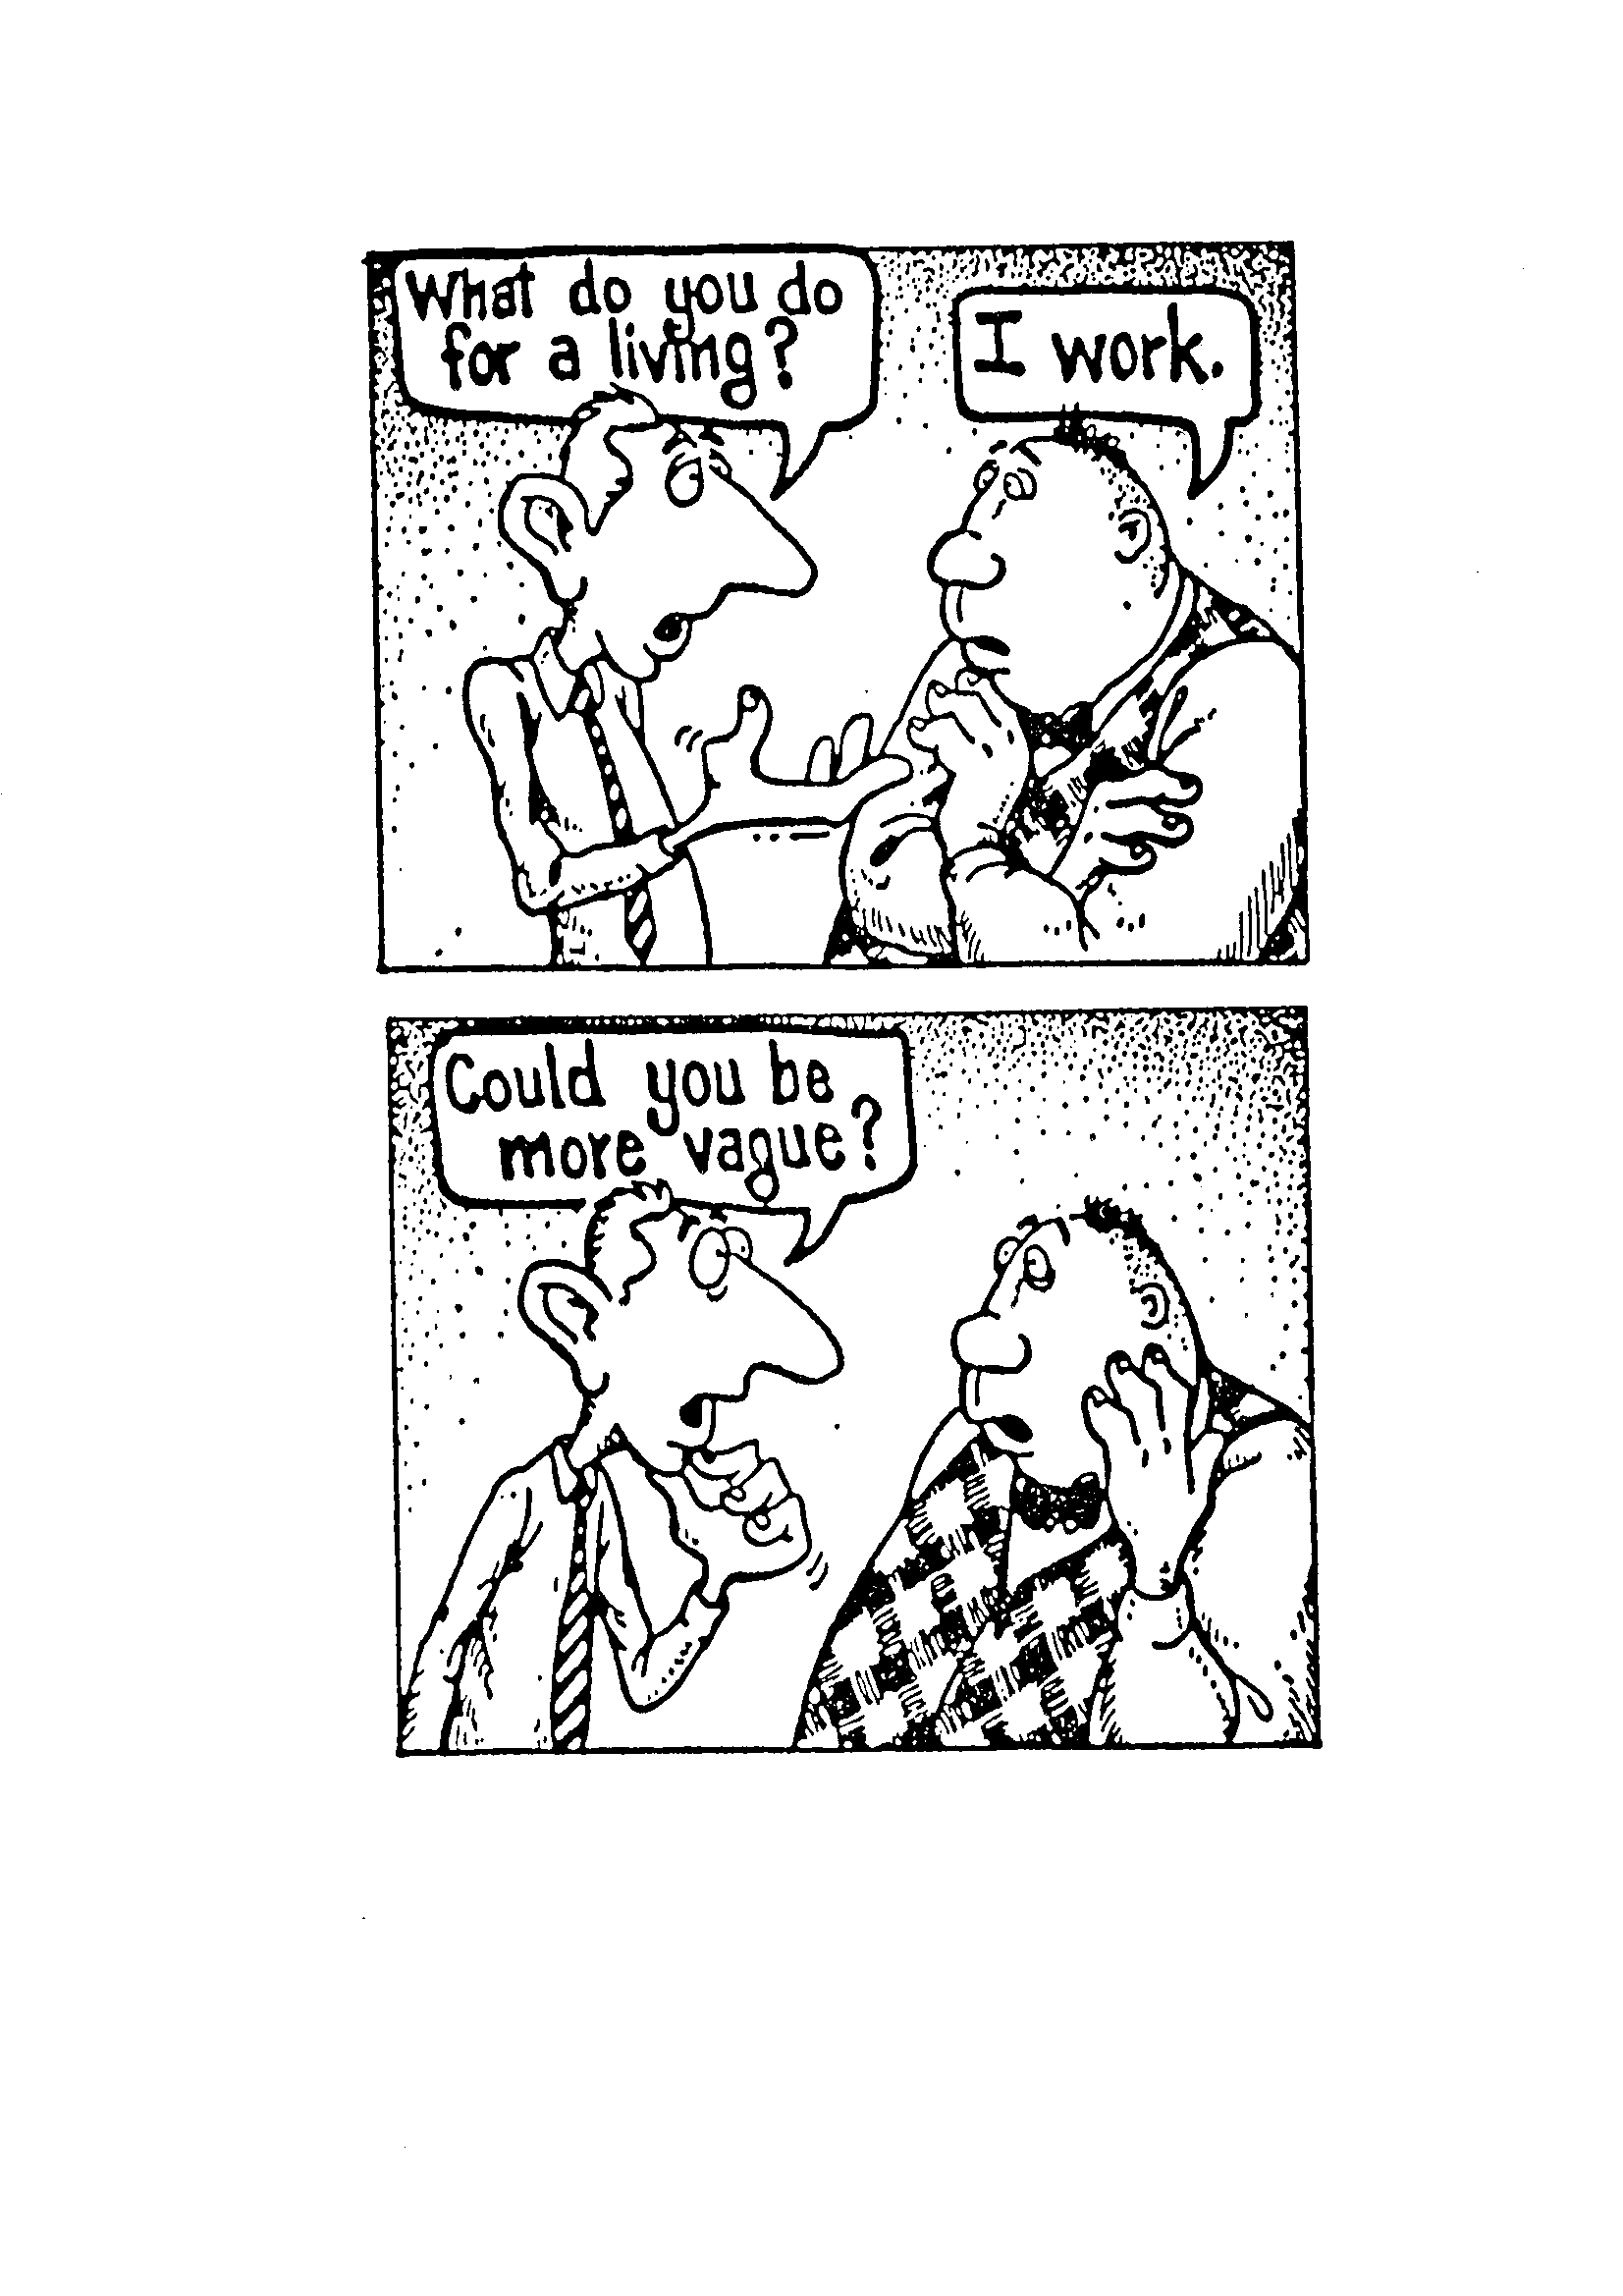 What do you do
for a living?
I work.
Could you be
more vague?